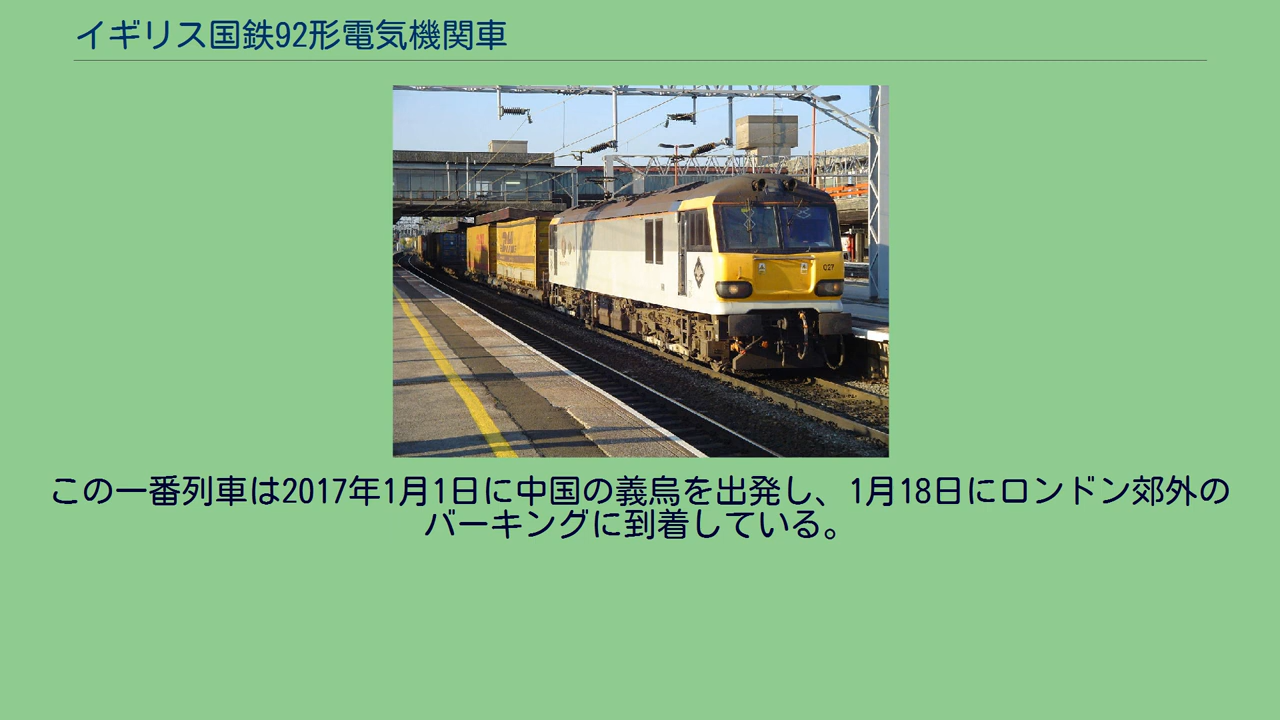 イギリス国鉄92形電気機関車
027
この一番列車は2017年1月1日に中国の義烏を出発し、1月18日にロンドン郊外の
バーキングに到着している。